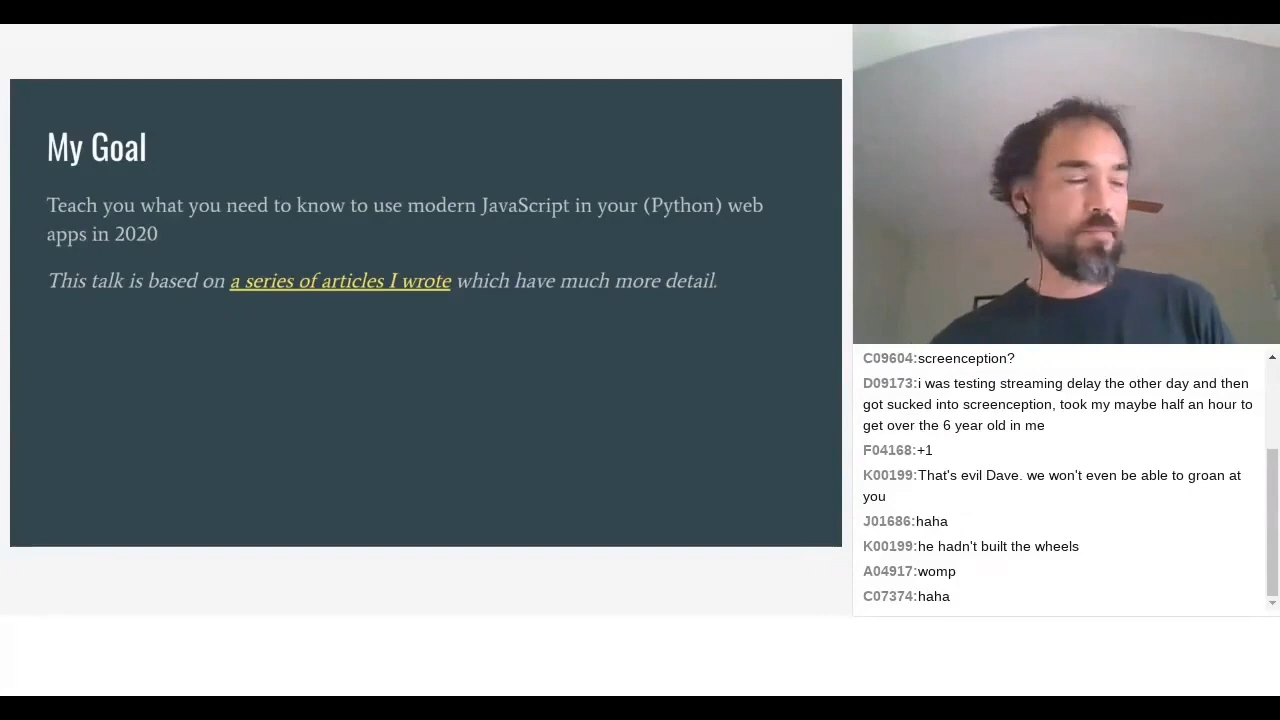 My Goal
Teach you what you need to know to use modern JavaScript in your (Python) web
apps in 2020
This talk is based on a series of articles I wrote which have much more detail.
C09604:screenception?
D09173:i was testing streaming delay the other day and then
got sucked into screenception, took my maybe half an hour to
get over the 6 year old in me
F04168:+1
K00199:That's evil Dave. we won't even be able to groan at
you
J01686:haha
K00199:he hadn't built the wheels
A04917:womp
C07374:haha